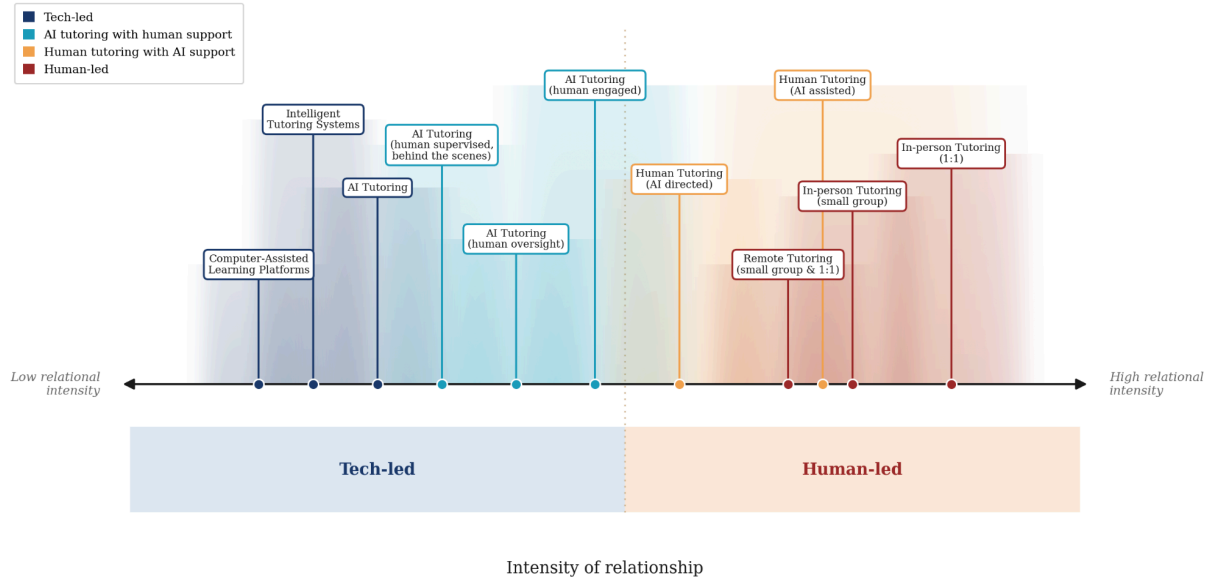 Tech-led
AI tutoring with human support
Human tutoring with AI support
Human-led
AI Tutoring
(human engaged)
Human Tutoring
(AI assisted)
Intelligent
Tutoring Systems
AI Tutoring
(human supervised,
behind the scenes)
In-person Tutoring
(1:1)
AI Tutoring
Human Tutoring
(AI directed)
In-person Tutoring
(small group)
AI Tutoring
(human oversight)
Computer-Assisted
Learning Platforms
Remote Tutoring
(small group & 1:1)
Low relational
intensity
High relational
intensity
Tech-led
Human-led
Intensity of relationship